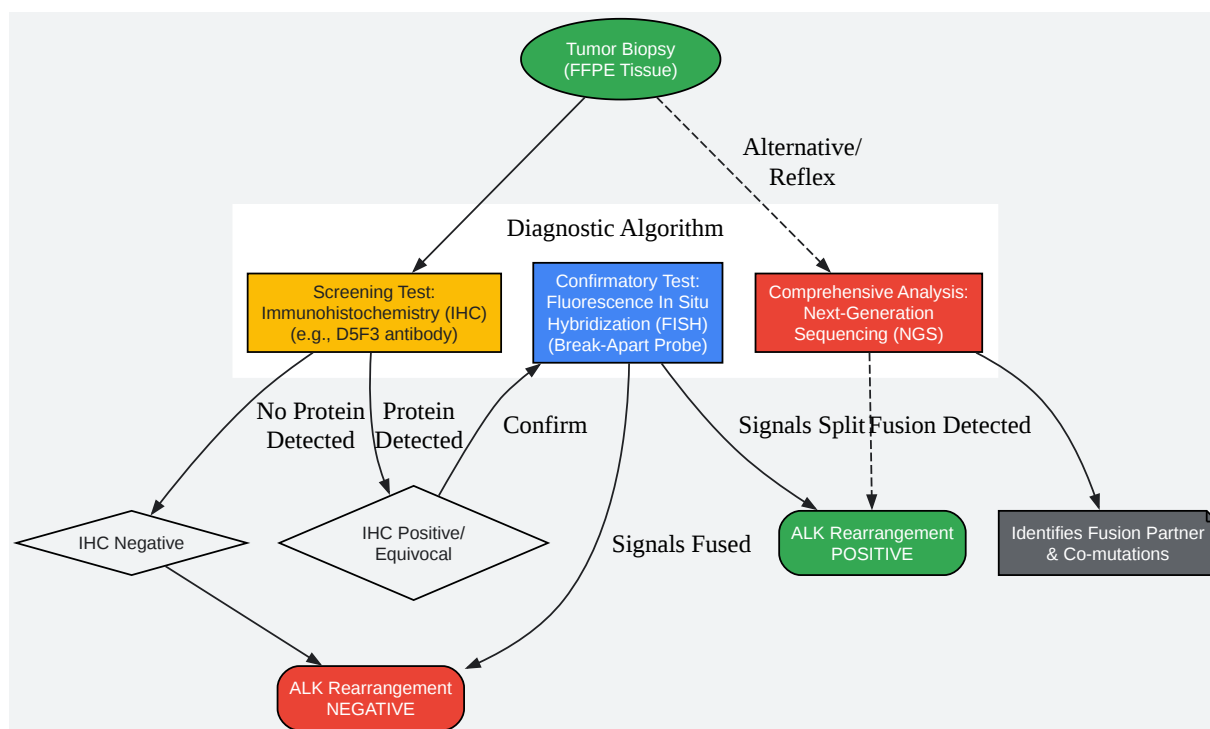 Tumor Biopsy
(FFPE Tissue)
Alternative/
Reflex
Diagnostic Algorithm
Screening Test:
Immunohistochemistry (IHC)
(e.g., D5F3 antibody)
Confirmatory Test:
Fluorescence In Situ
Hybridization (FISH)
(Break-Apart Probe)
Comprehensive Analysis:
Next-Generation
Sequencing (NGS)
No Protein
Detected
Protein
Detected
Confirm
Signals Split
Fusion Detected
IHC Negative
IHC Positive/
Equivocal
Signals Fused
ALK Rearrangement
POSITIVE
Identifies Fusion Partner
& Co-mutations
ALK Rearrangement
NEGATIVE